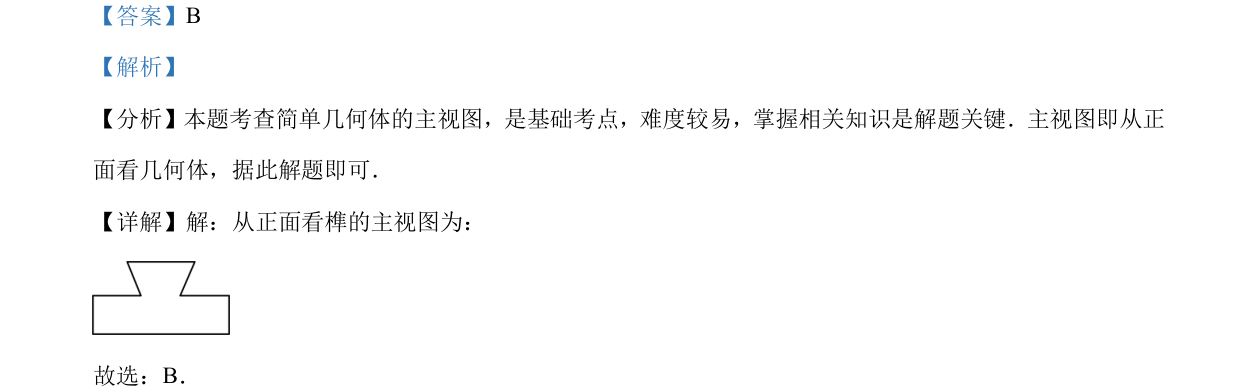 【答案】B
【解析】
【分析】本题考查简单几何体的主视图，是基础考点，难度较易，掌握相关知识是解题关键．主视图即从正
面看几何体，据此解题即可．
【详解】解：从正面看榫的主视图为：
故选：B．